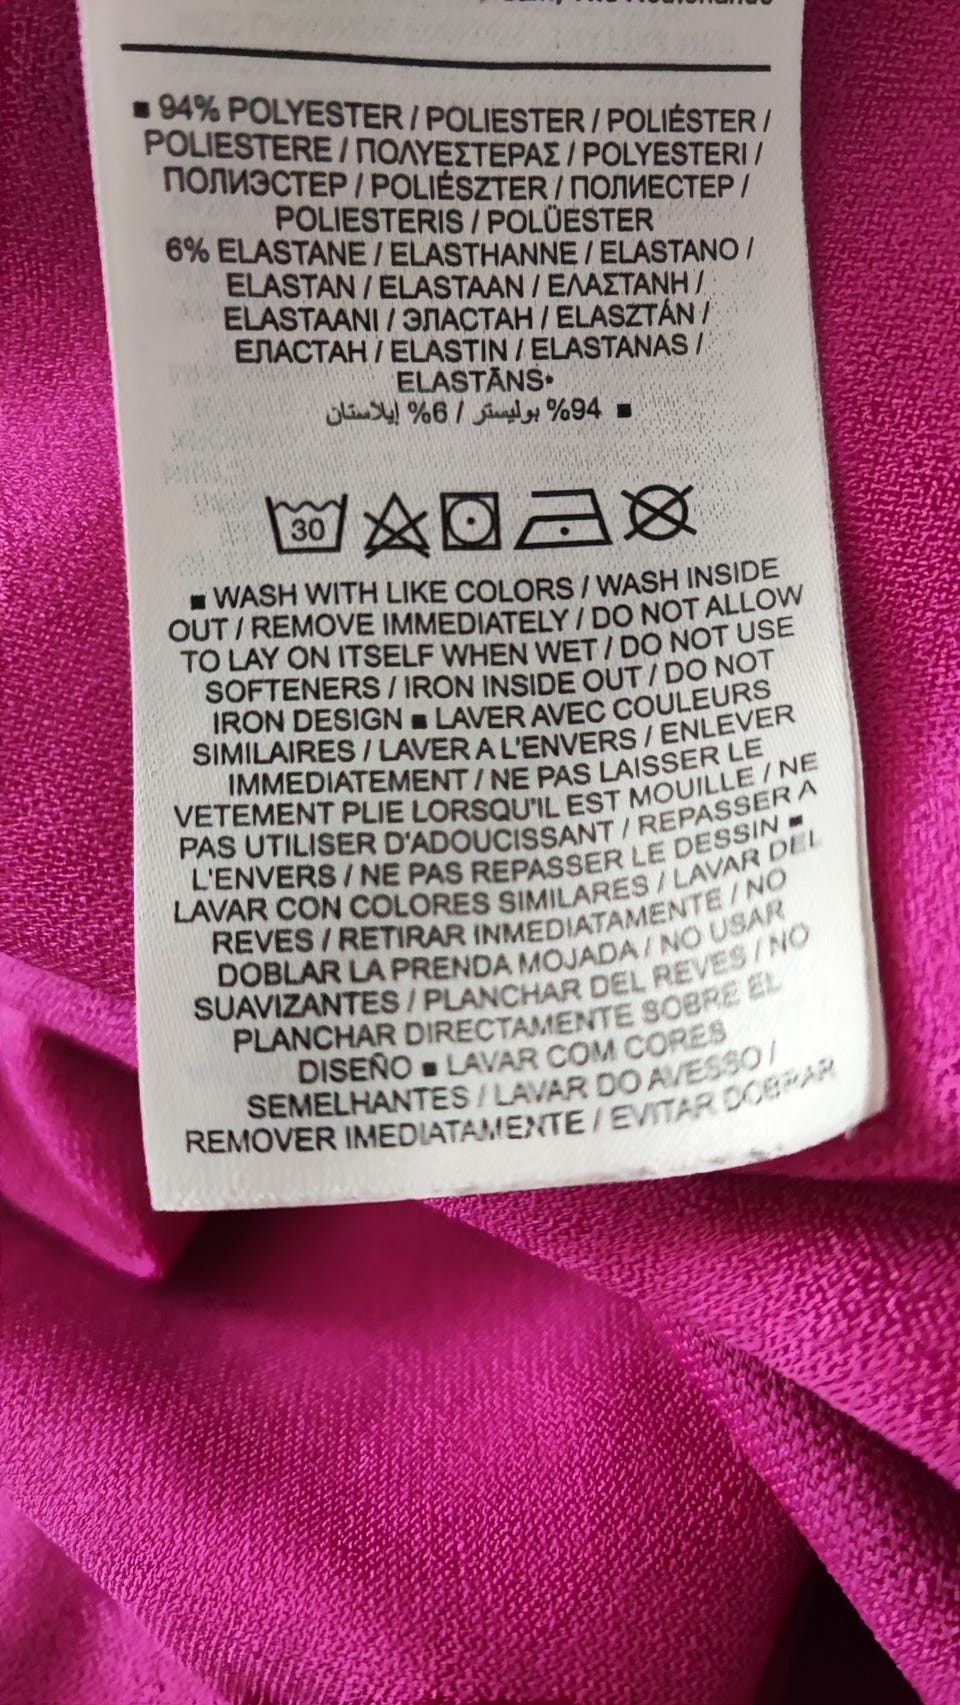 ■ 94% POLYESTER / POLIESTER / POLIÉSTER /
POLIESTERE / ΠΟΛΥΕΣΤΕΡΑΣ / POLYESTERI /
ПОЛИЭСТЕР / POLIÉSZTER / ПОЛИЕСТЕР /
POLIESTERIS / POLÜESTER
6% ELASTANE / ELASTHANNE / ELASTANO /
ELASTAN / ELASTAAN / ΕΛΑΣΤΑΝΗ /
ELASTAANI / ЭЛАСТАН / ELASZTÁN /
ЕЛАСТАН / ELASTIN / ELASTANAS /
ELASTĀNS•
■ 94% بوليستر / 6% إيلاستان
30
■ WASH WITH LIKE COLORS / WASH INSIDE
OUT / REMOVE IMMEDIATELY / DO NOT ALLOW
TO LAY ON ITSELF WHEN WET / DO NOT USE
SOFTENERS / IRON INSIDE OUT / DO NOT
IRON DESIGN ■ LAVER AVEC COULEURS
SIMILAIRES / LAVER A L'ENVERS / ENLEVER
IMMEDIATEMENT / NE PAS LAISSER LE
VETEMENT PLIE LORSQU'IL EST MOUILLE / NE
PAS UTILISER D'ADOUCISSANT / REPASSER A
L'ENVERS / NE PAS REPASSER LE DESSIN ■
LAVAR CON COLORES SIMILARES / LAVAR DEL
REVES / RETIRAR INMEDIATAMENTE / NO
DOBLAR LA PRENDA MOJADA / NO USAR
SUAVIZANTES / PLANCHAR DEL REVES / NO
PLANCHAR DIRECTAMENTE SOBRE EL
DISEÑO ■ LAVAR COM CORES
SEMELHANTES / LAVAR DO AVESSO /
REMOVER IMEDIATAMENTE / EVITAR DOBRAR